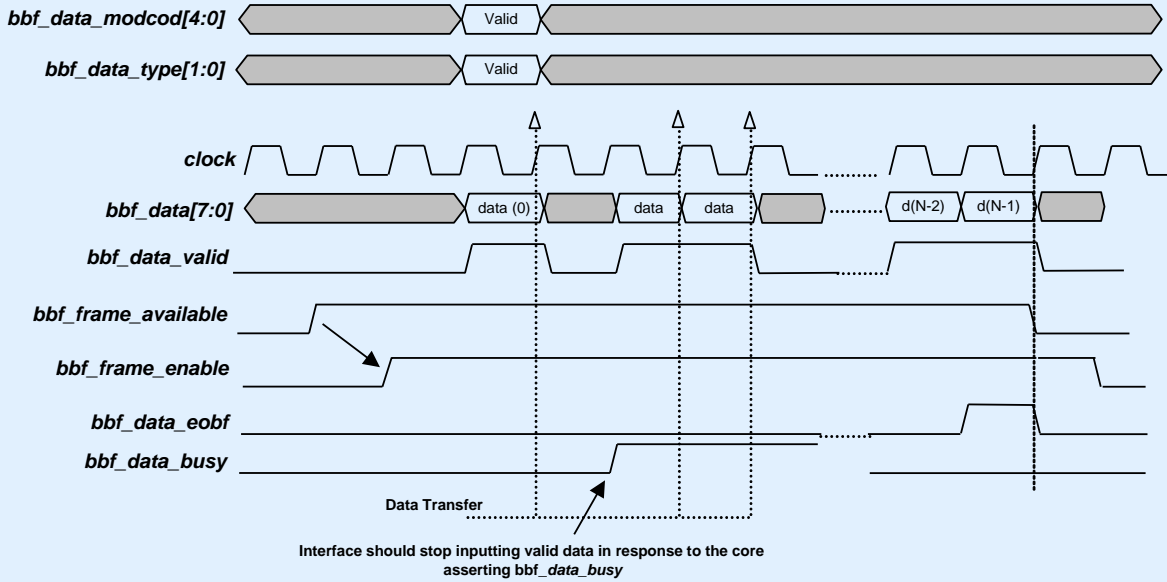 bbf_data_modcod[4:0] Valid
bbf_data_type[1:0] Valid
clock
bbf_data[7:0] data (0) data data d(N-2) d(N-1)
bbf_data_valid
bbf_frame_available
bbf_frame_enable
bbf_data_eobf
bbf_data_busy
Data Transfer
Interface should stop inputting valid data in response to the core
asserting bbf_data_busy